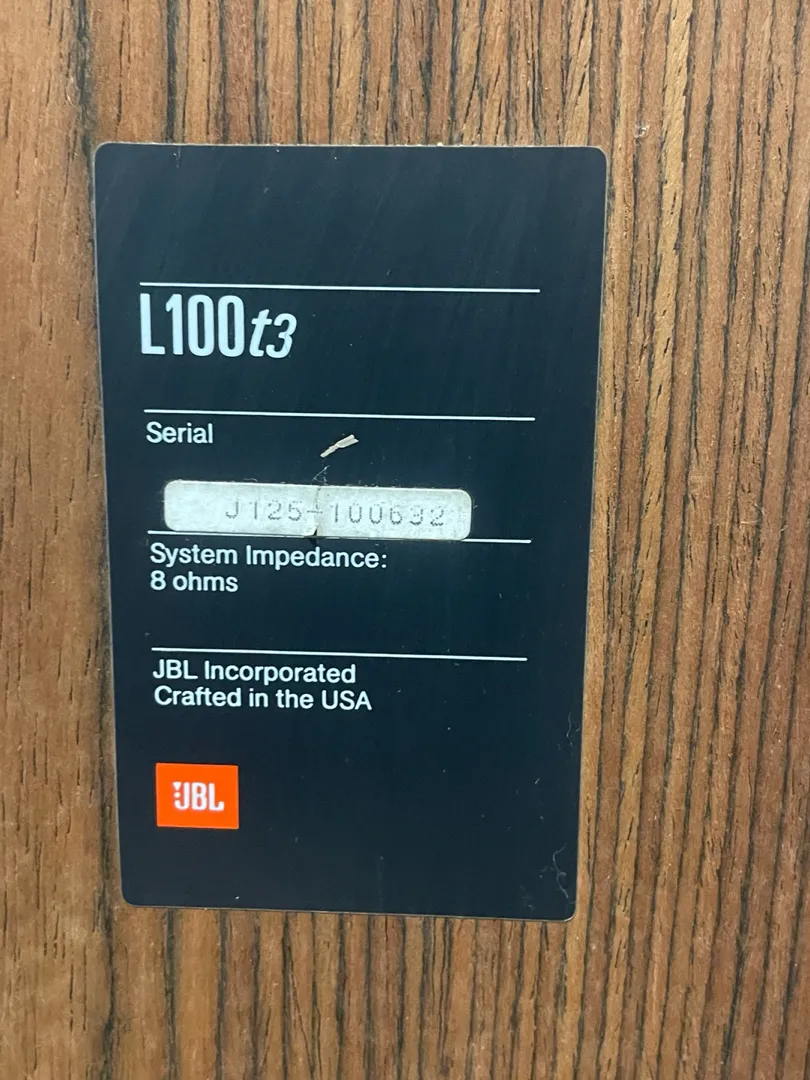 L100t3
Serial
J125-100632
System Impedance:
8 ohms
JBL Incorporated
Crafted in the USA
JBL